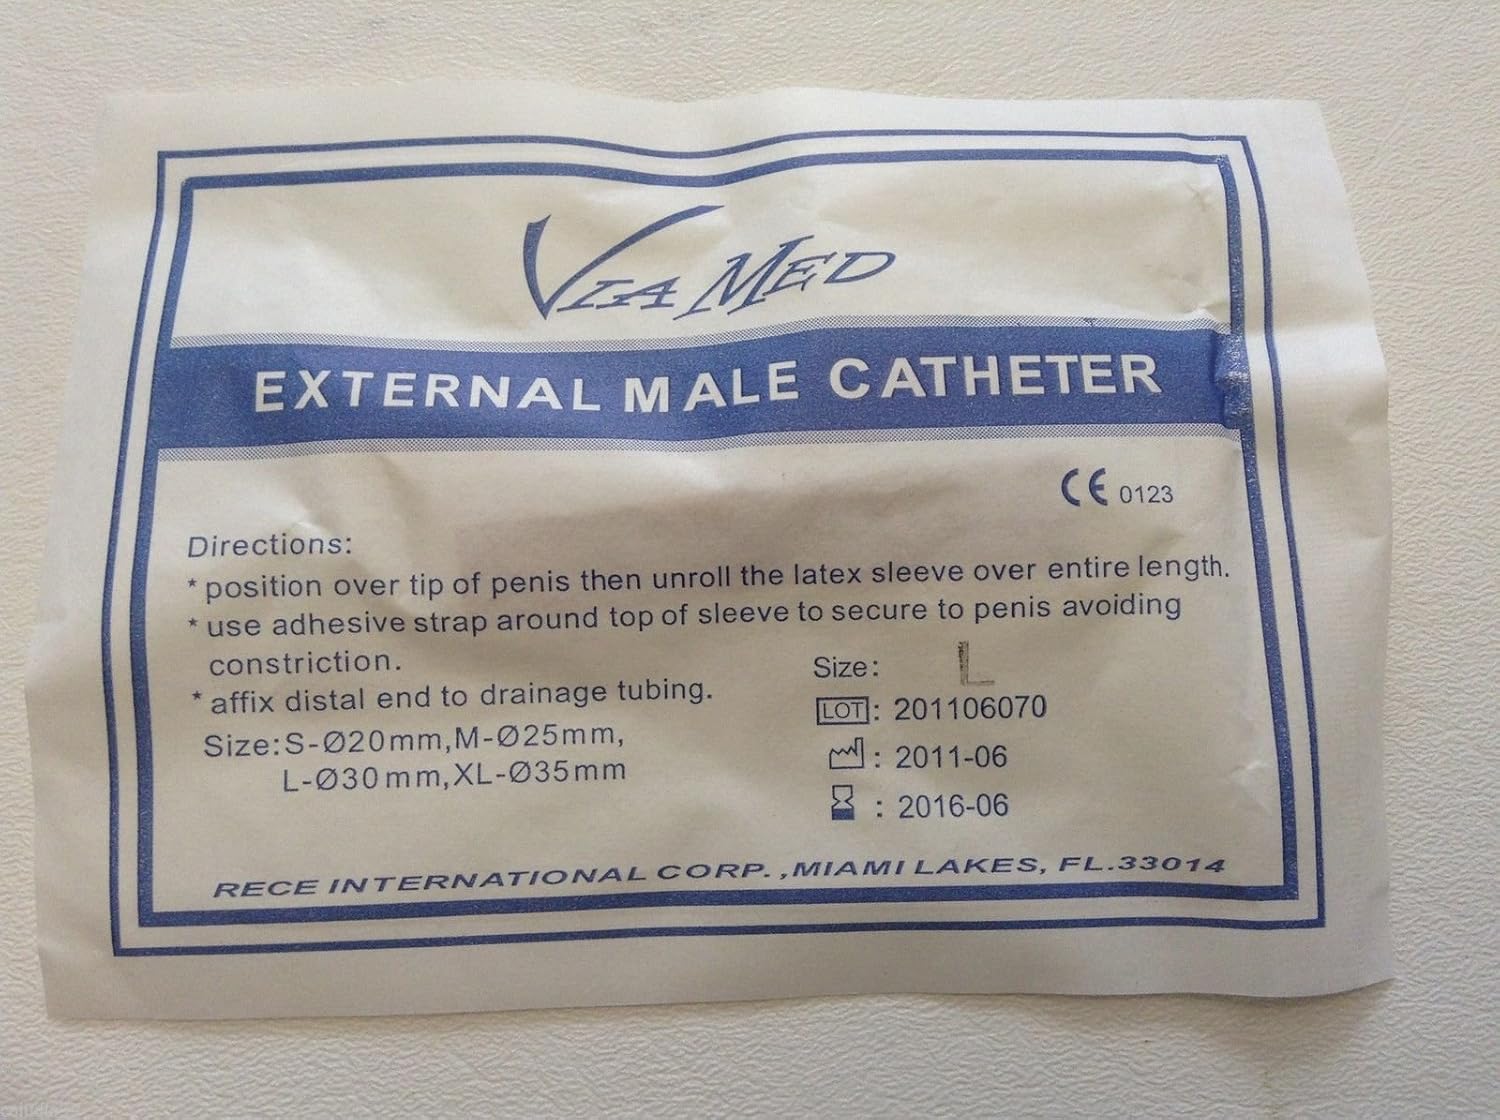 VIA MED
EXTERNAL MALE CATHETER
CE 0123
Directions:
* position over tip of penis then unroll the latex sleeve over entire length.
* use adhesive strap around top of sleeve to secure to penis avoiding
constriction.
* affix distal end to drainage tubing.
Size:S-Ø20mm,M-Ø25mm,
L-Ø30mm,XL-Ø35mm
Size: L
LOT: 201106070
: 2011-06
: 2016-06
RECE INTERNATIONAL CORP. ,MIAMI LAKES, FL.33014